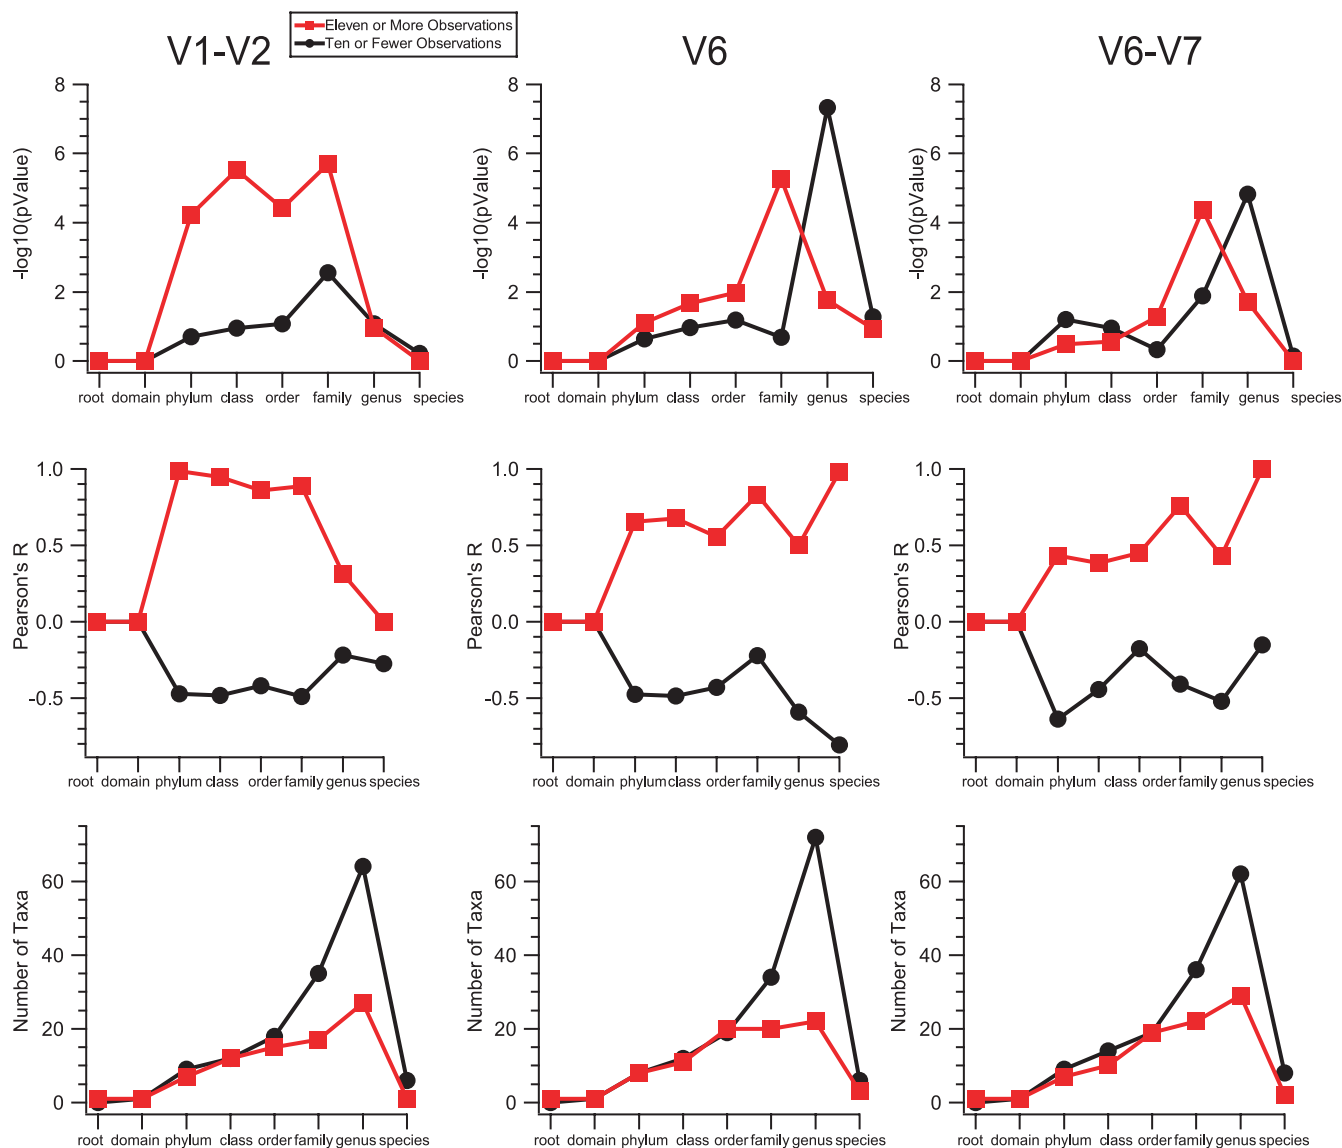 Eleven or More Observations
Ten or Fewer Observations
V1-V2
V6
V6-V7
-log10(pValue)
8
6
4
2
0
root domain phylum class order family genus species
-log10(pValue)
8
6
4
2
0
root domain phylum class order family genus species
-log10(pValue)
8
6
4
2
0
root domain phylum class order family genus species
Pearson's R
1.0
0.5
0.0
-0.5
root domain phylum class order family genus species
Pearson's R
1.0
0.5
0.0
-0.5
root domain phylum class order family genus species
Pearson's R
1.0
0.5
0.0
-0.5
root domain phylum class order family genus species
Number of Taxa
60
40
20
0
root domain phylum class order family genus species
Number of Taxa
60
40
20
0
root domain phylum class order family genus species
Number of Taxa
60
40
20
0
root domain phylum class order family genus species